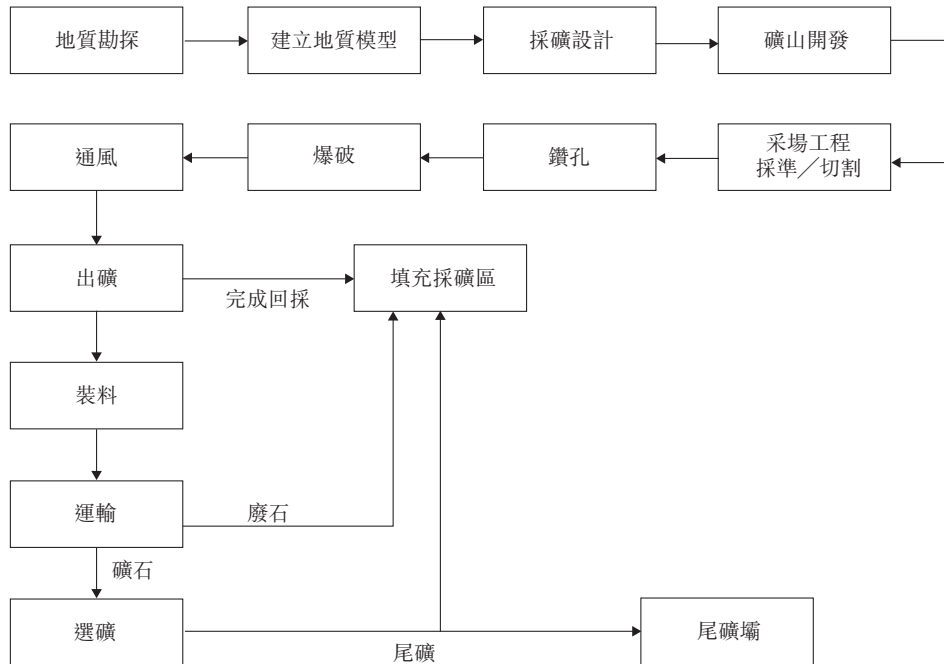 地質勘探
建立地質模型
採礦設計
礦山開發
通風
爆破
鑽孔
采場工程
採準／切割
出礦
完成回採
填充採礦區
裝料
運輸
廢石
礦石
選礦
尾礦
尾礦壩